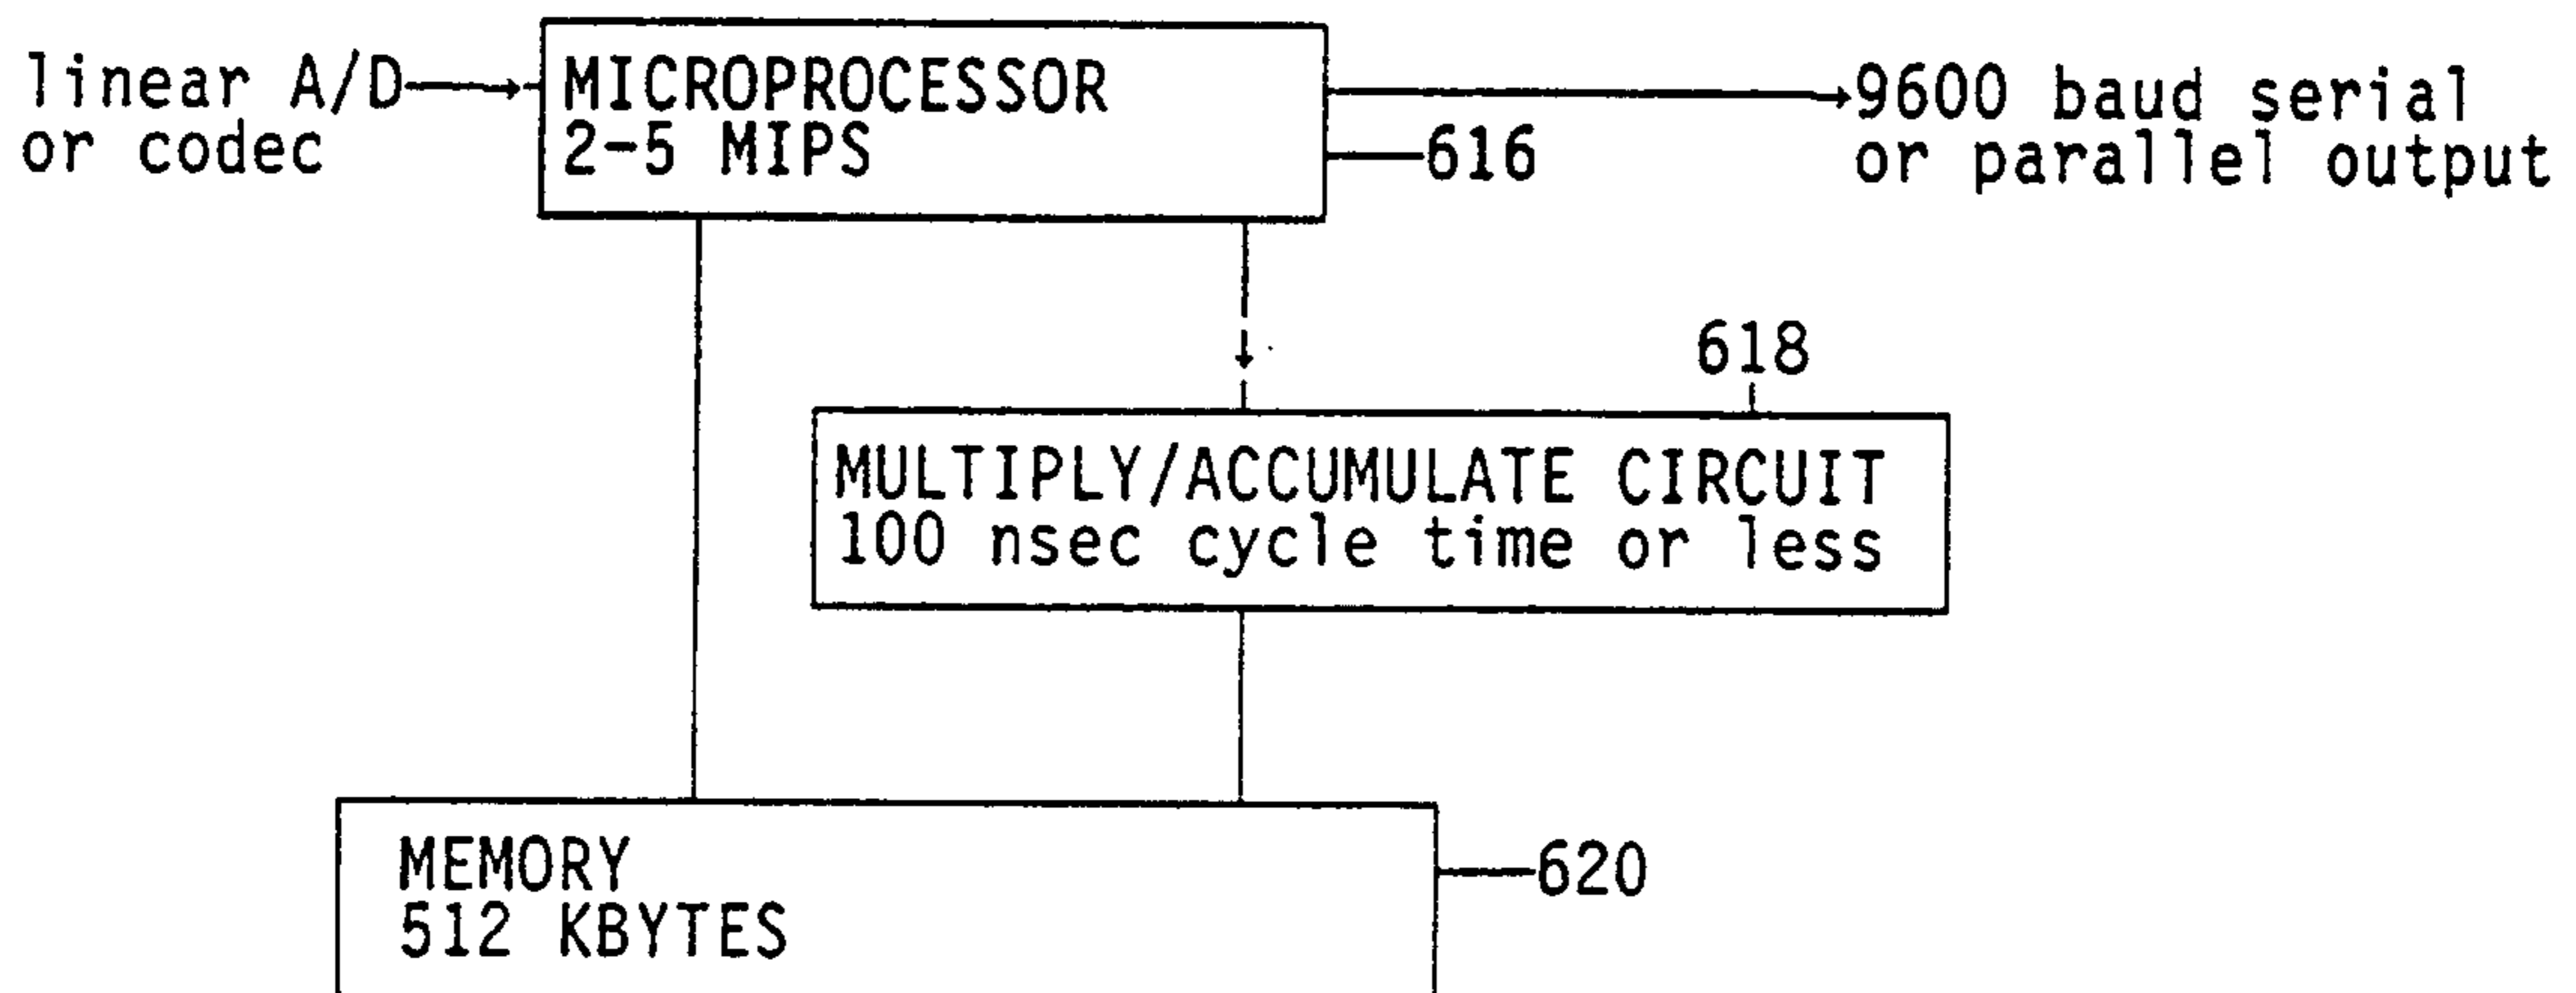 linear A/D
or codec
MICROPROCESSOR
2-5 MIPS
616
9600 baud serial
or parallel output
618
MULTIPLY/ACCUMULATE CIRCUIT
100 nsec cycle time or less
MEMORY
512 KBYTES
620